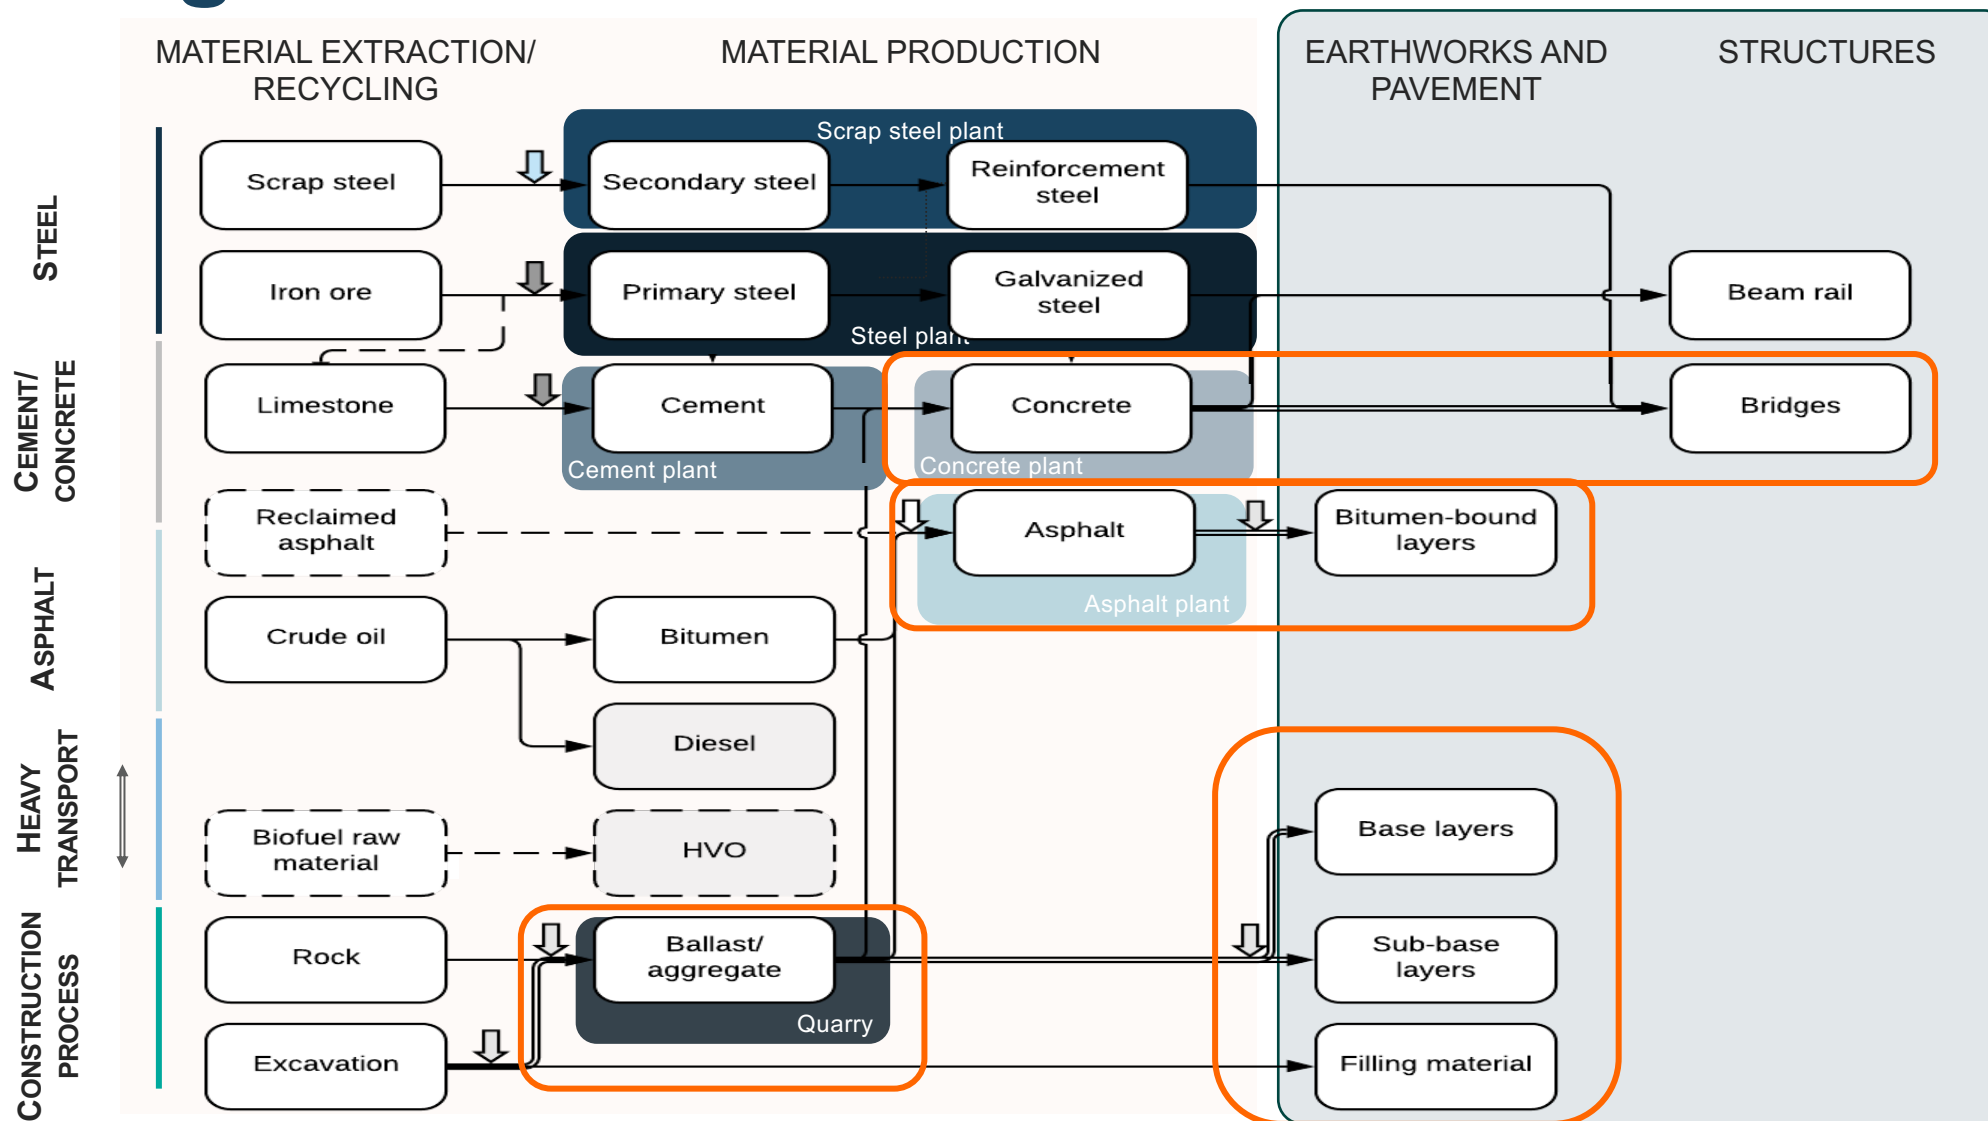 MATERIAL EXTRACTION/
RECYCLING
MATERIAL PRODUCTION
EARTHWORKS AND
PAVEMENT
STRUCTURES
STEEL
Scrap steel plant
Scrap steel
Secondary steel
Reinforcement
steel
Iron ore
Primary steel
Galvanized
steel
Beam rail
Steel plant
CEMENT/
CONCRETE
Limestone
Cement
Concrete
Bridges
Cement plant
Concrete plant
ASPHALT
Reclaimed
asphalt
Asphalt
Bitumen-bound
layers
Asphalt plant
Crude oil
Bitumen
HEAVY
TRANSPORT
Diesel
Biofuel raw
material
HVO
Base layers
CONSTRUCTION
PROCESS
Rock
Ballast/
aggregate
Sub-base
layers
Quarry
Excavation
Filling material